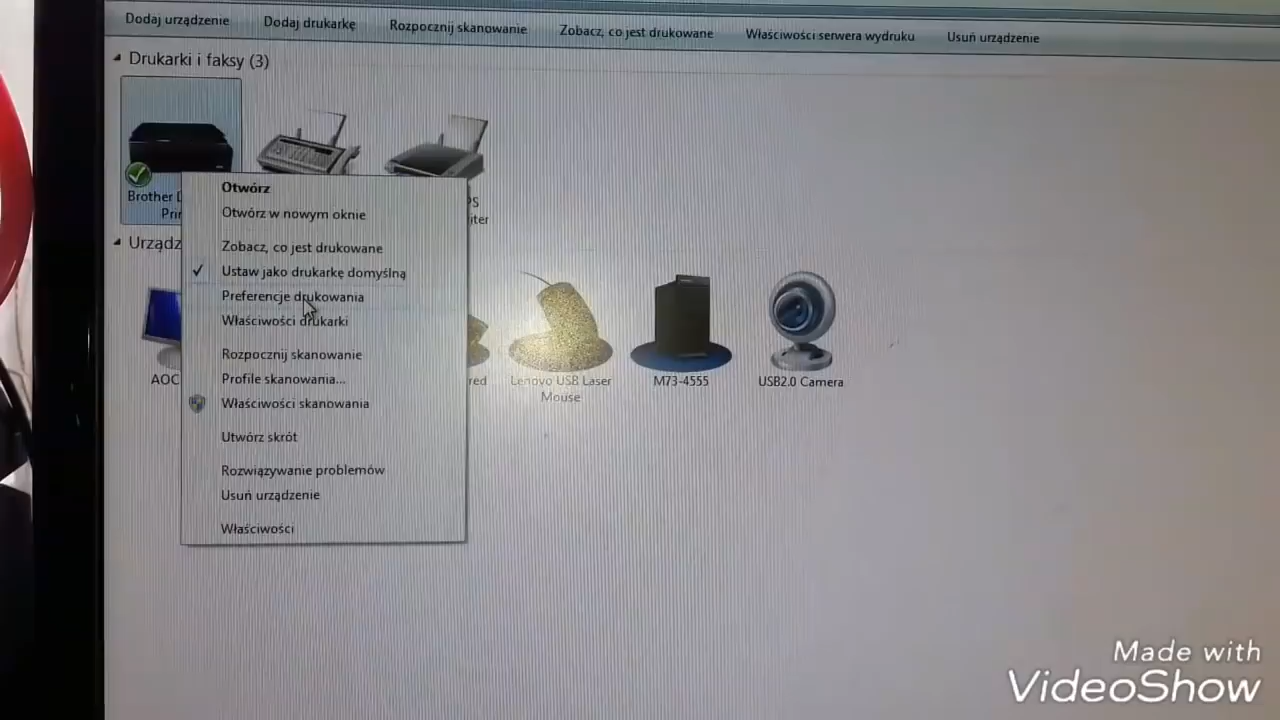 Dodaj urządzenie Dodaj drukarkę Rozpocznij skanowanie Zobacz, co jest drukowane Właściwości serwera wydruku Usuń urządzenie
Drukarki i faksy (3)
Brother
Otwórz
Otwórz w nowym oknie
Zobacz, co jest drukowane
Ustaw jako drukarkę domyślną
Preferencje drukowania
Właściwości drukarki
Rozpocznij skanowanie
Profile skanowania...
Właściwości skanowania
Utwórz skrót
Rozwiązywanie problemów
Usuń urządzenie
Właściwości
AOC
Lenovo USB Laser
Mouse
M73-4555
USB2.0 Camera
Made with
VideoShow